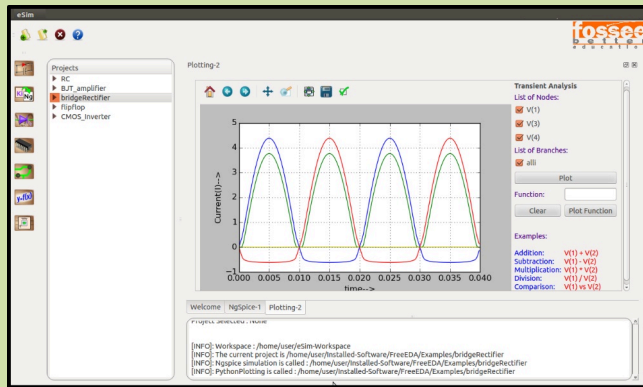 eSim
fossee
better
education
Projects
RC
BJT_amplifier
bridgeRectifier
flipflop
CMOS_Inverter
Plotting-2
Transient Analysis
List of Nodes:
V(1)
V(3)
V(4)
List of Branches:
alli
Plot
Function:
Clear
Plot Function
Examples:
Addition: V(1) + V(2)
Subtraction: V(1) - V(2)
Multiplication: V(1) * V(2)
Division: V(1) / V(2)
Comparison: V(1) vs V(2)
Current(I)-->
5
4
3
2
1
0
−1
0.000 0.005 0.010 0.015 0.020 0.025 0.030 0.035 0.040
time-->
Welcome NgSpice-1 Plotting-2
Project Selected : None
[INFO]: Workspace : /home/user/eSim-Workspace
[INFO]: The current project is /home/user/Installed-Software/FreeEDA/Examples/bridgeRectifier
[INFO]: Ngspice simulation is called : /home/user/Installed-Software/FreeEDA/Examples/bridgeRectifier
[INFO]: PythonPlotting is called : /home/user/Installed-Software/FreeEDA/Examples/bridgeRectifier